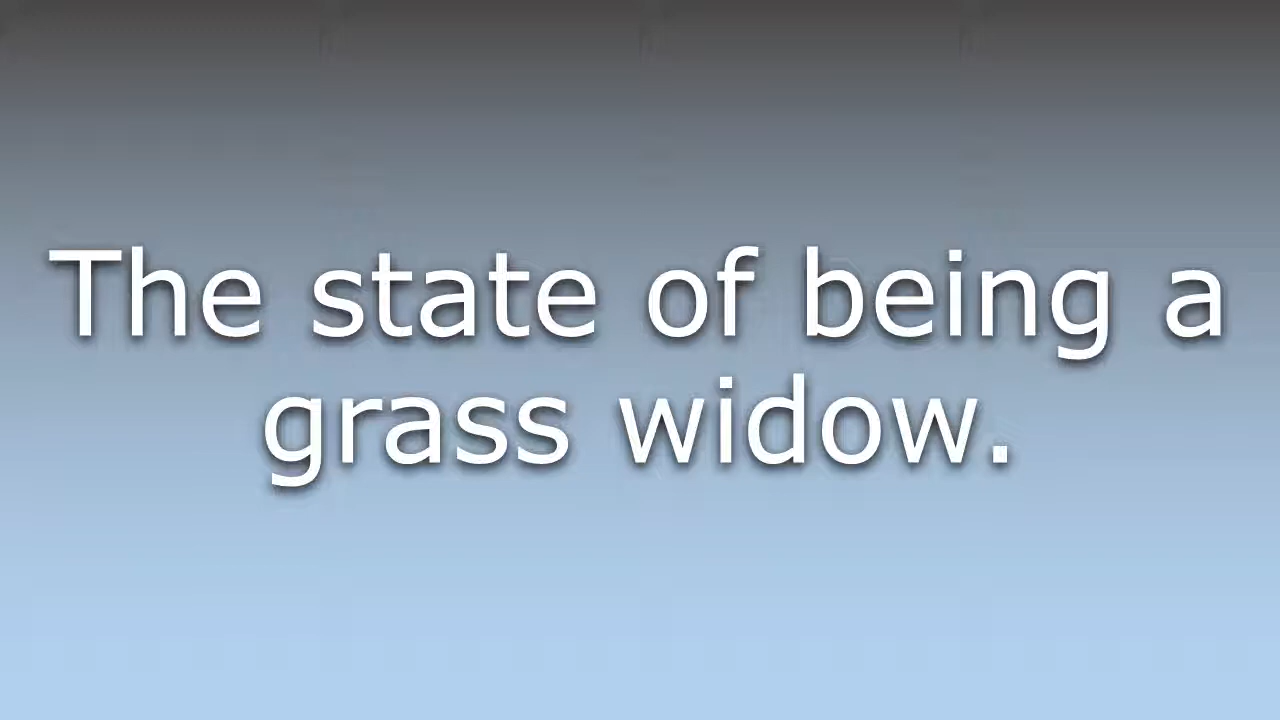 The state of being a
grass widow.